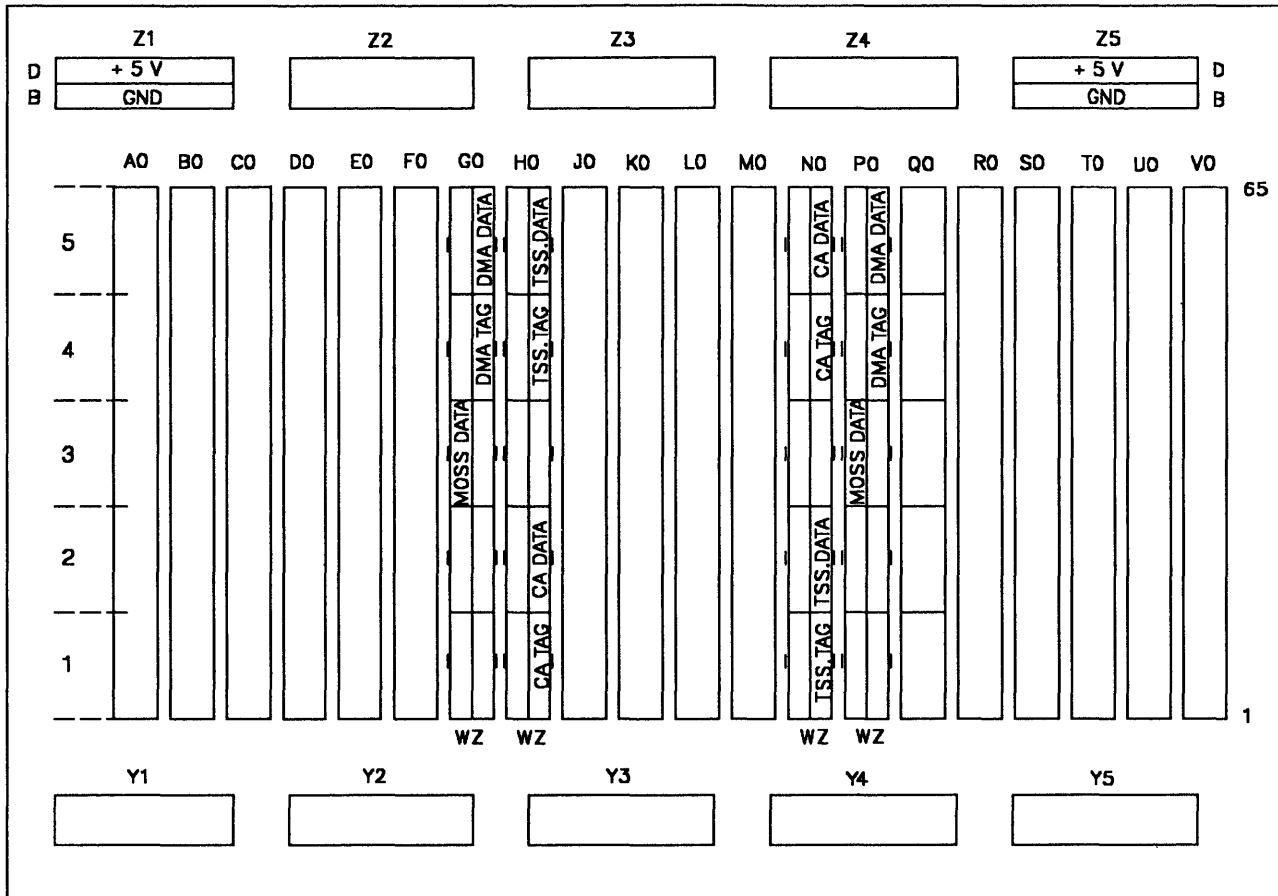 Z1 Z2 Z3 Z4 Z5
D + 5 V + 5 V D
B GND GND B
A0 B0 C0 D0 E0 F0 G0 H0 J0 K0 L0 M0 N0 P0 Q0 R0 S0 T0 U0 V0
65
5 DMA DATA TSS.DATA CA DATA DMA DATA
4 DMA TAG TSS.TAG CA TAG DMA TAG
3 MOSS DATA MOSS DATA
2 CA DATA TSS.DATA
1 CA TAG TSS.TAG
1
WZ WZ WZ WZ
Y1 Y2 Y3 Y4 Y5